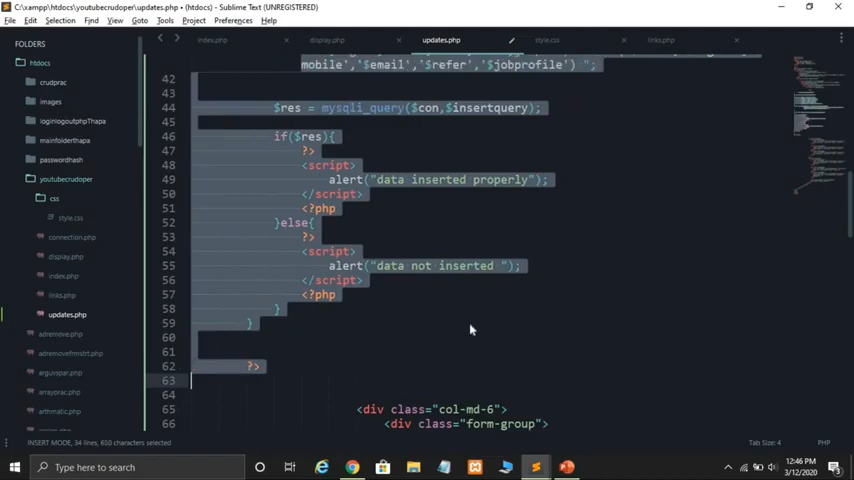 C:\xampp\htdocs\youtubecrudoper\updates.php • (htdocs) - Sublime Text (UNREGISTERED)
File Edit Selection Find View Goto Tools Project Preferences Help
index.php × display.php × updates.php style.css × links.php ×
FOLDERS
htdocs
crudprac
images
loginlogoutphpThapa
mainfolderthapa
passwordhash
youtubecrudoper
css
style.css
connection.php
display.php
index.php
links.php
updates.php
adremove.php
adremovefrmstrt.php
arguvspar.php
arrayprac.php
arthmatic.php
mobile','$email','$refer','$jobprofile') ";
42
43
44 $res = mysqli_query($con,$insertquery);
45
46 if($res){
47 ?>
48 <script>
49 alert("data inserted properly");
50 </script>
51 <?php
52 }else{
53 ?>
54 <script>
55 alert("data not inserted ");
56 </script>
57 <?php
58 }
59 }
60
61
62 ?>
63
64
65 <div class="col-md-6">
66 <div class="form-group">
INSERT MODE, 34 lines, 610 characters selected
Tab Size: 4 PHP
Type here to search
12:46 PM
3/12/2020